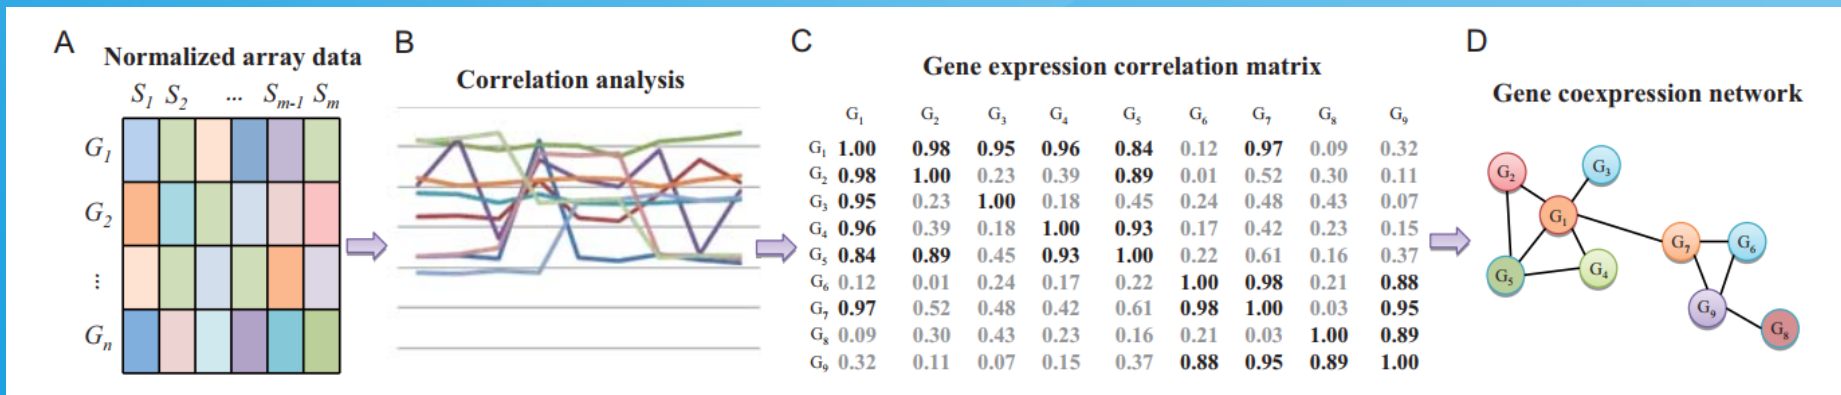 A
Normalized array data
S1 S2 ... Sm-1 Sm
G1
G2
⋮
Gn
B
Correlation analysis
C
Gene expression correlation matrix
G1 G2 G3 G4 G5 G6 G7 G8 G9
G1 1.00 0.98 0.95 0.96 0.84 0.12 0.97 0.09 0.32
G2 0.98 1.00 0.23 0.39 0.89 0.01 0.52 0.30 0.11
G3 0.95 0.23 1.00 0.18 0.45 0.24 0.48 0.43 0.07
G4 0.96 0.39 0.18 1.00 0.93 0.17 0.42 0.23 0.15
G5 0.84 0.89 0.45 0.93 1.00 0.22 0.61 0.16 0.37
G6 0.12 0.01 0.24 0.17 0.22 1.00 0.98 0.21 0.88
G7 0.97 0.52 0.48 0.42 0.61 0.98 1.00 0.03 0.95
G8 0.09 0.30 0.43 0.23 0.16 0.21 0.03 1.00 0.89
G9 0.32 0.11 0.07 0.15 0.37 0.88 0.95 0.89 1.00
D
Gene coexpression network
G2 G3
G1
G7 G6
G5 G4
G9
G8